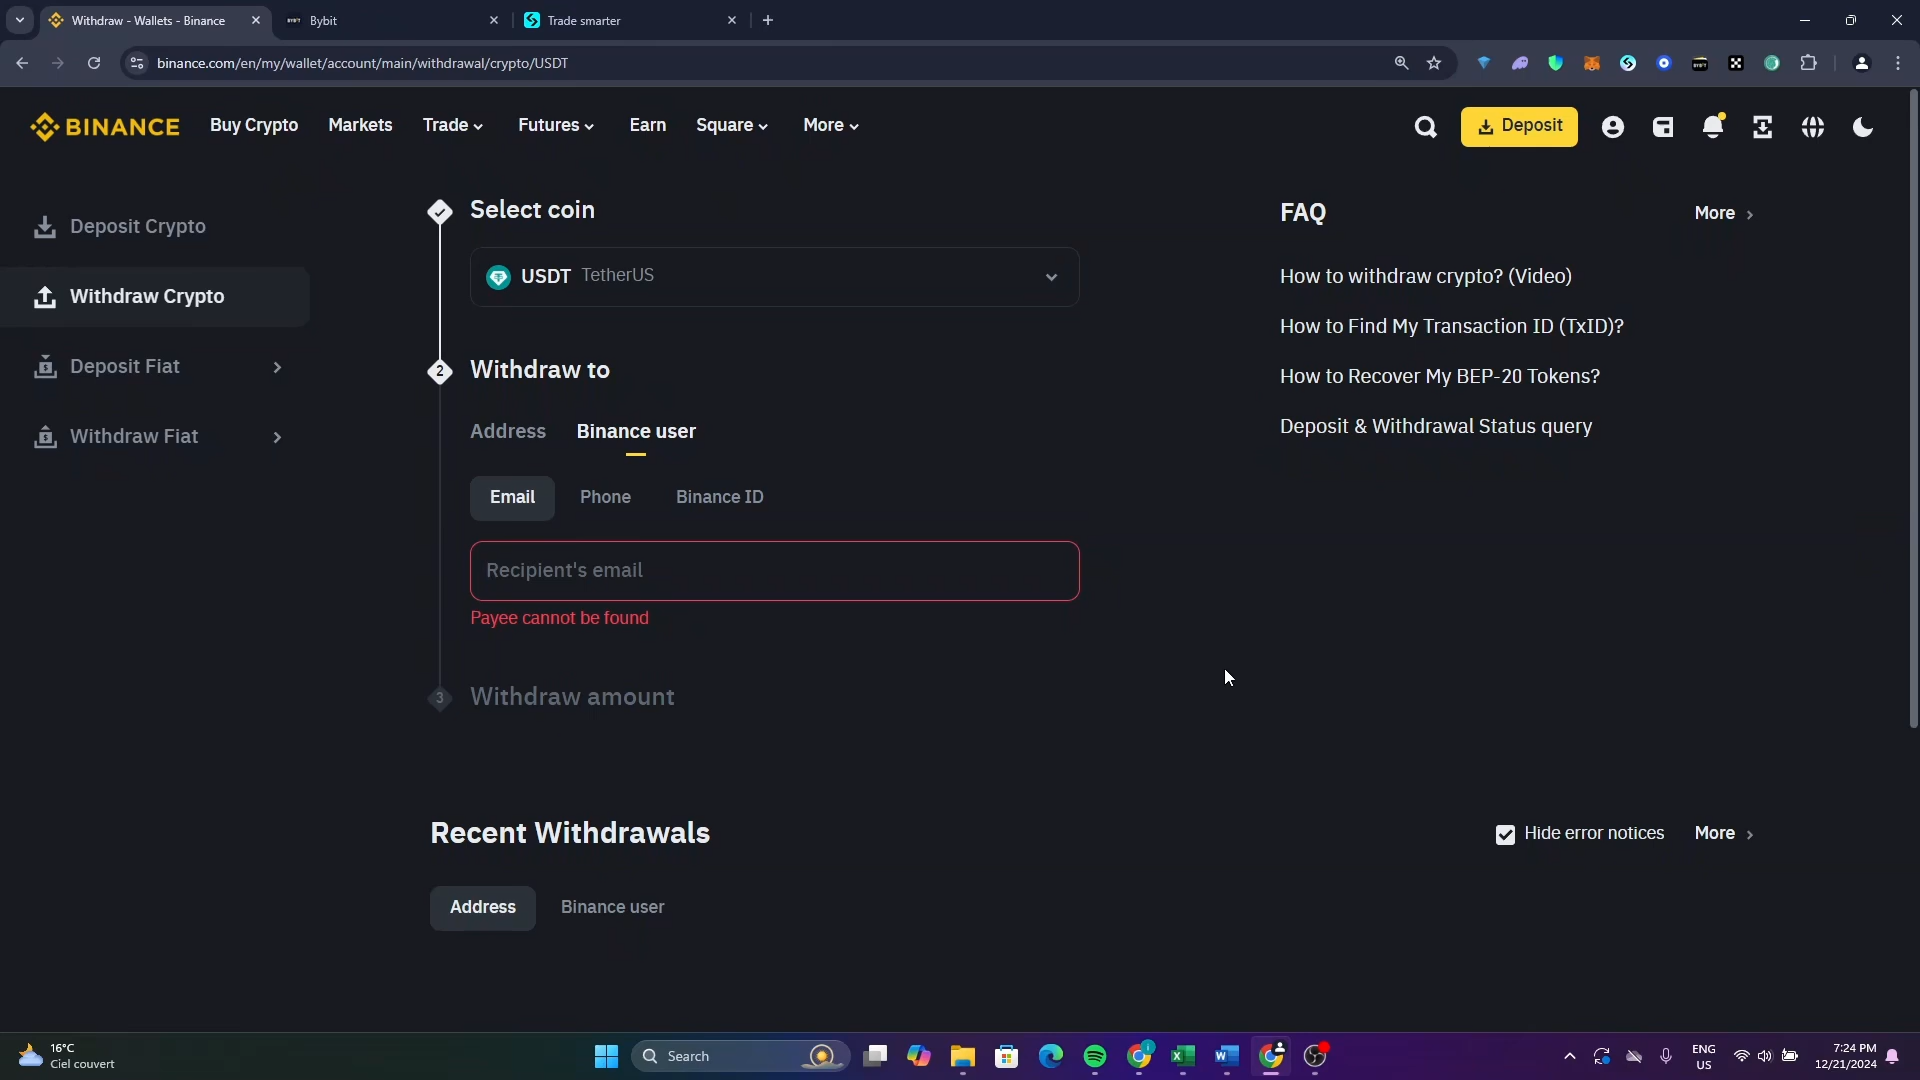 Withdraw - Wallets - Binance
Bybit
Trade smarter
binance.com/en/my/wallet/account/main/withdrawal/crypto/USDT
BINANCE
Buy Crypto
Markets
Trade
Futures
Earn
Square
More
Deposit
Deposit Crypto
Withdraw Crypto
Deposit Fiat
Withdraw Fiat
Select coin
USDT TetherUS
2 Withdraw to
Address
Binance user
Email
Phone
Binance ID
Recipient's email
Payee cannot be found
3 Withdraw amount
FAQ
More
How to withdraw crypto? (Video)
How to Find My Transaction ID (TxID)?
How to Recover My BEP-20 Tokens?
Deposit & Withdrawal Status query
Recent Withdrawals
Hide error notices
More
Address
Binance user
16°C
Ciel couvert
Search
ENG
US
7:24 PM
12/21/2024